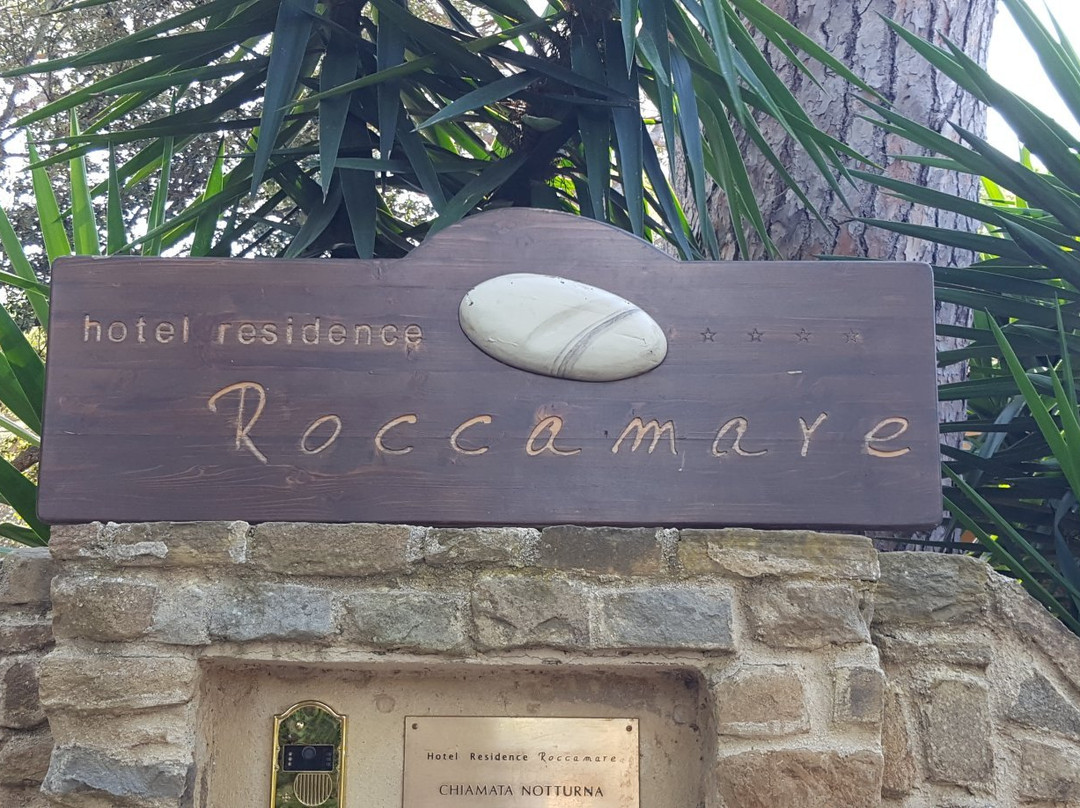 hotel residence
Roccamare
Hotel Residence Roccamare
CHIAMATA NOTTURNA